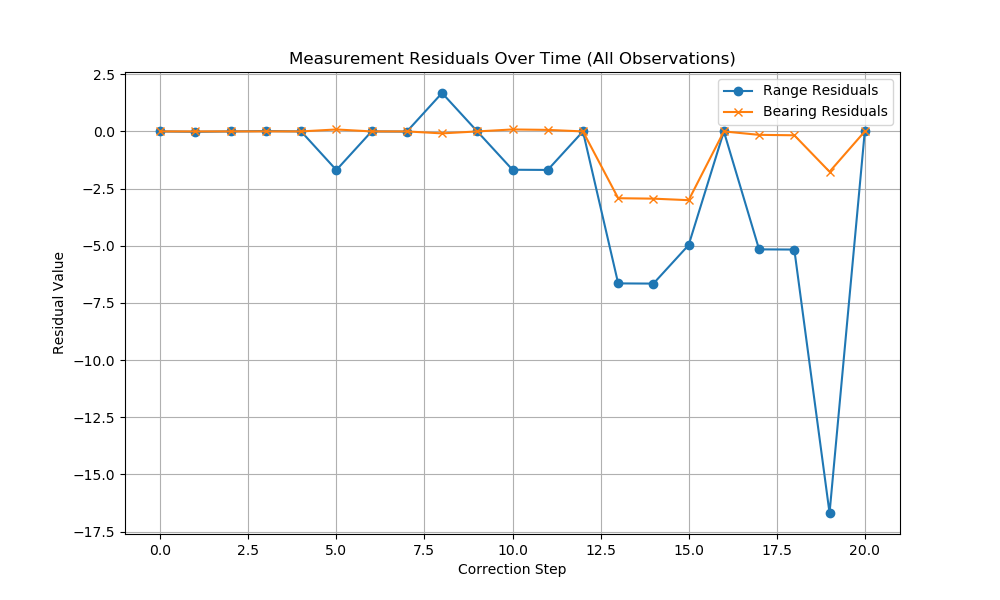 Measurement Residuals Over Time (All Observations)
Range Residuals
Bearing Residuals
2.5
0.0
−2.5
−5.0
−7.5
−10.0
−12.5
−15.0
−17.5
Residual Value
0.0 2.5 5.0 7.5 10.0 12.5 15.0 17.5 20.0
Correction Step